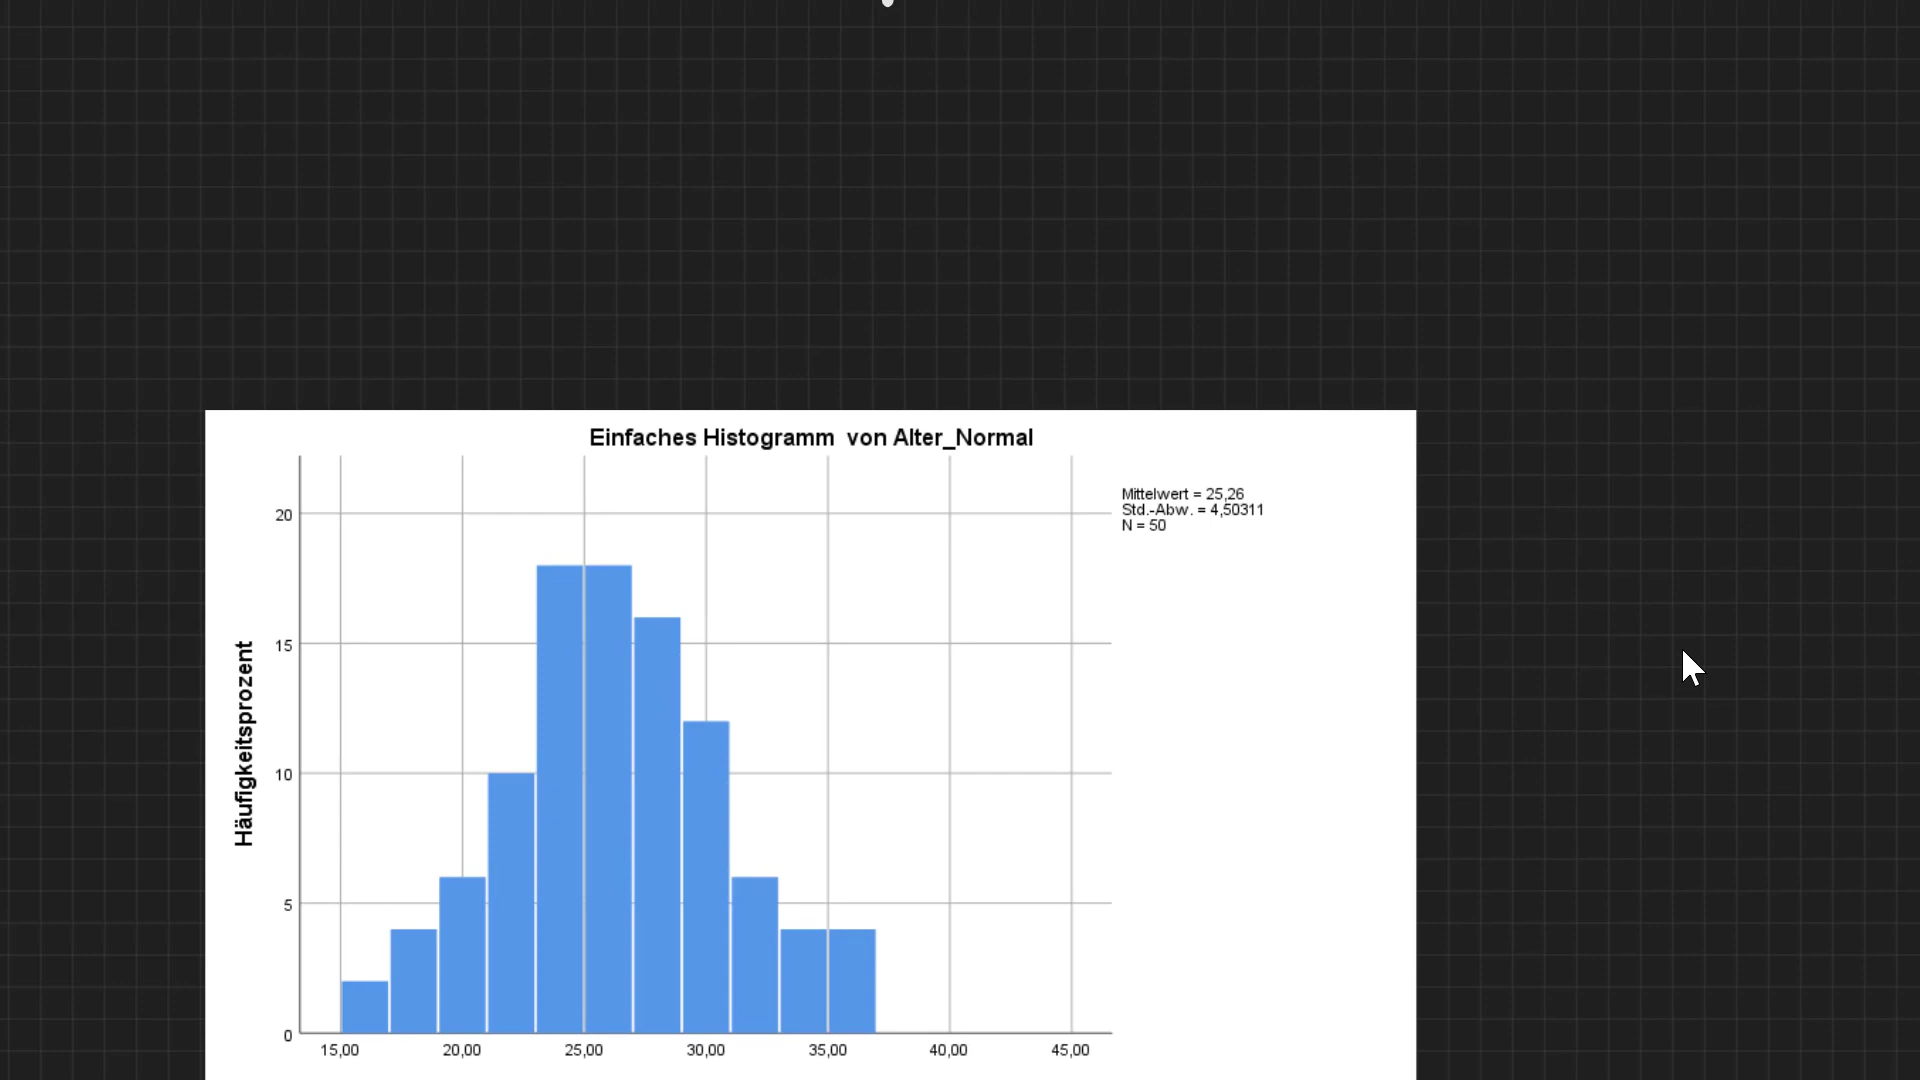 Einfaches Histogramm von Alter_Normal
Mittelwert = 25,26
Std.-Abw. = 4,50311
N = 50
Häufigkeitsprozent
20
15
10
5
0
15,00 20,00 25,00 30,00 35,00 40,00 45,00